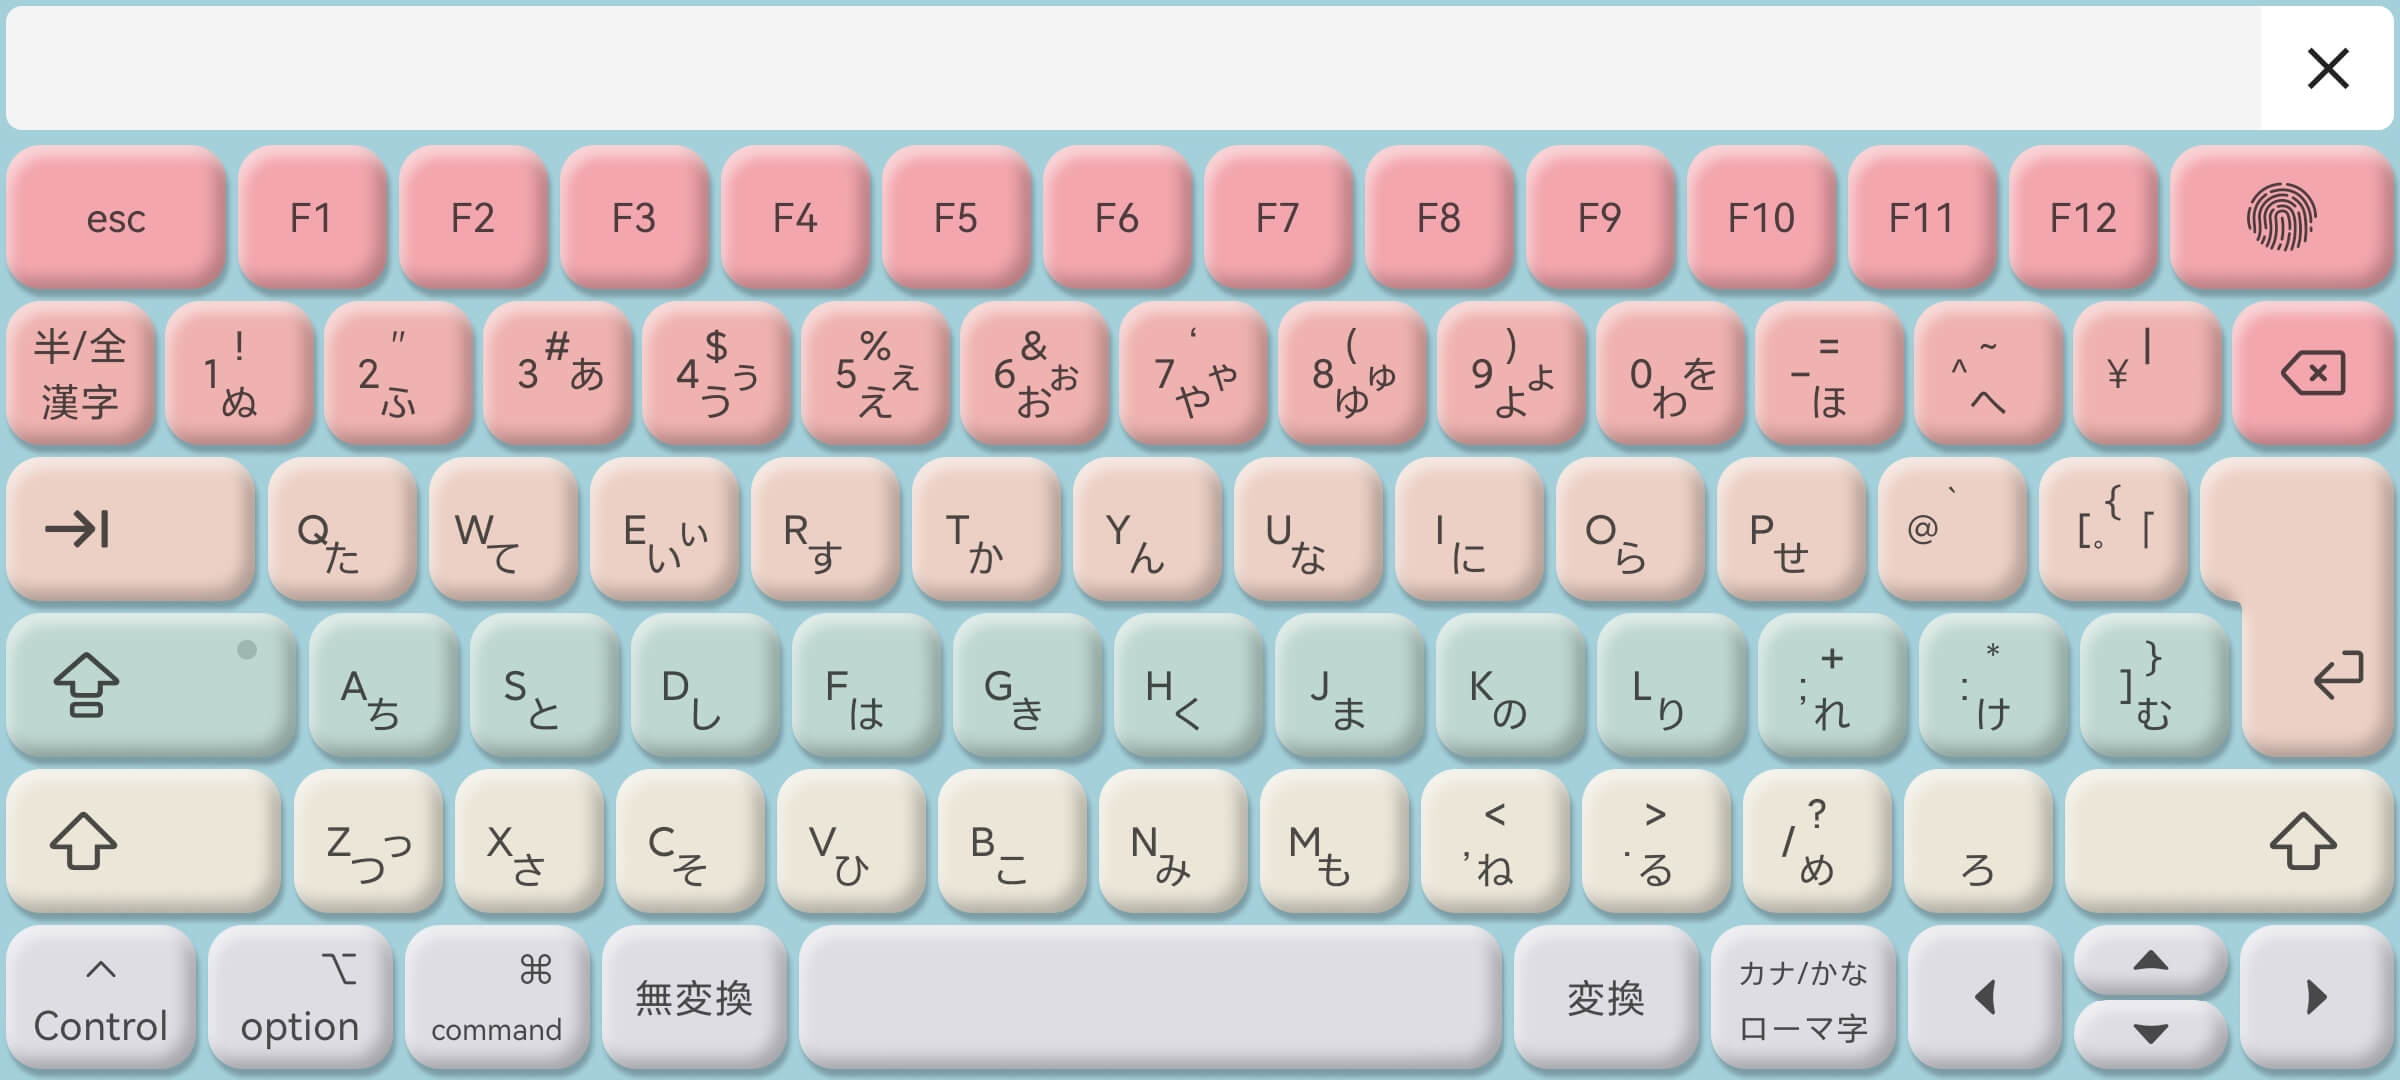 esc F1 F2 F3 F4 F5 F6 F7 F8 F9 F10 F11 F12
半/全 漢字 1 ! ぬ 2 " ふ 3 # あ 4 $ う ぅ 5 % え ぇ 6 & お ぉ 7 ‘ や ゃ 8 ( ゆ ゅ 9 ) よ ょ 0 わ を - = ほ ^ ~ へ ¥ |
Q た W て E い ぃ R す T か Y ん U な I に O ら P せ @ ` [ { 。 「
A ち S と D し F は G き H く J ま K の L り ; + れ : * け ] } む
Z つ っ X さ C そ V ひ B こ N み M も , < ね . > る / ? め ろ
^ Control ⌥ option ⌘ command 無変換 変換 カナ/かな ローマ字